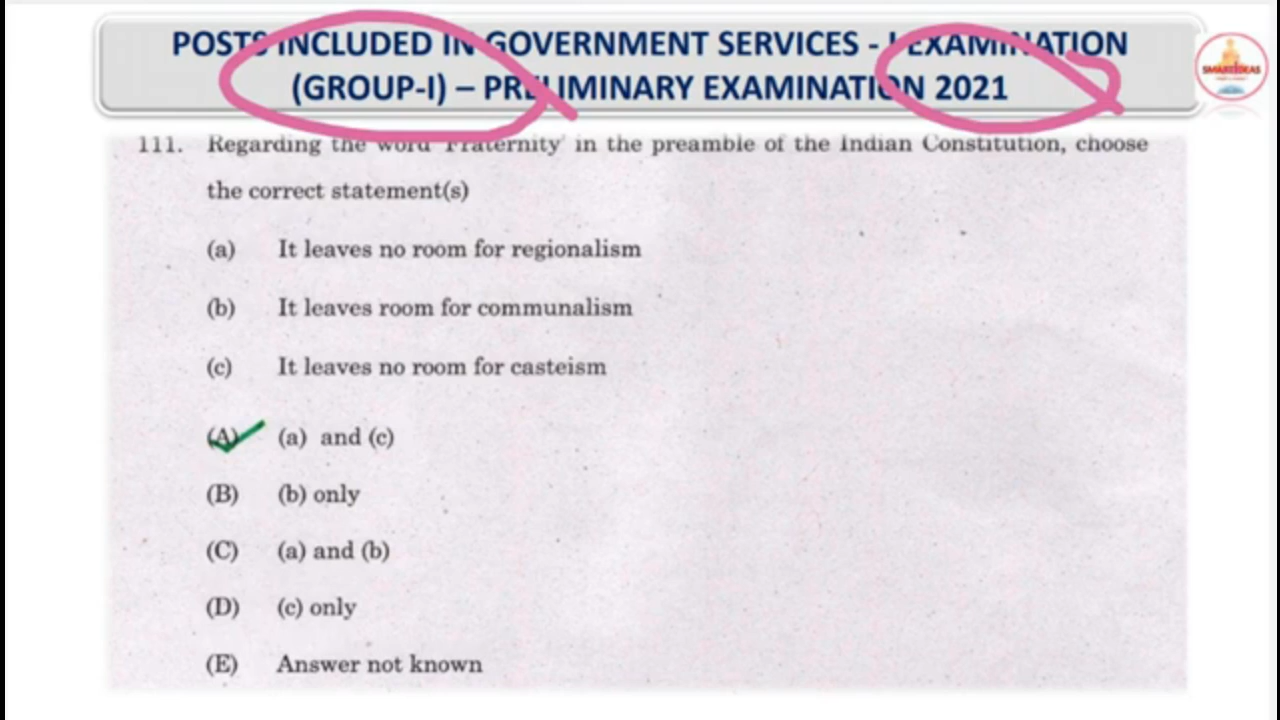 POSTS INCLUDED IN GOVERNMENT SERVICES - I EXAMINATION
(GROUP-I) – PRELIMINARY EXAMINATION 2021
SMART IDEAS
111. Regarding the word 'Fraternity' in the preamble of the Indian Constitution, choose
the correct statement(s)
(a) It leaves no room for regionalism
(b) It leaves room for communalism
(c) It leaves no room for casteism
(A) (a) and (c)
(B) (b) only
(C) (a) and (b)
(D) (c) only
(E) Answer not known